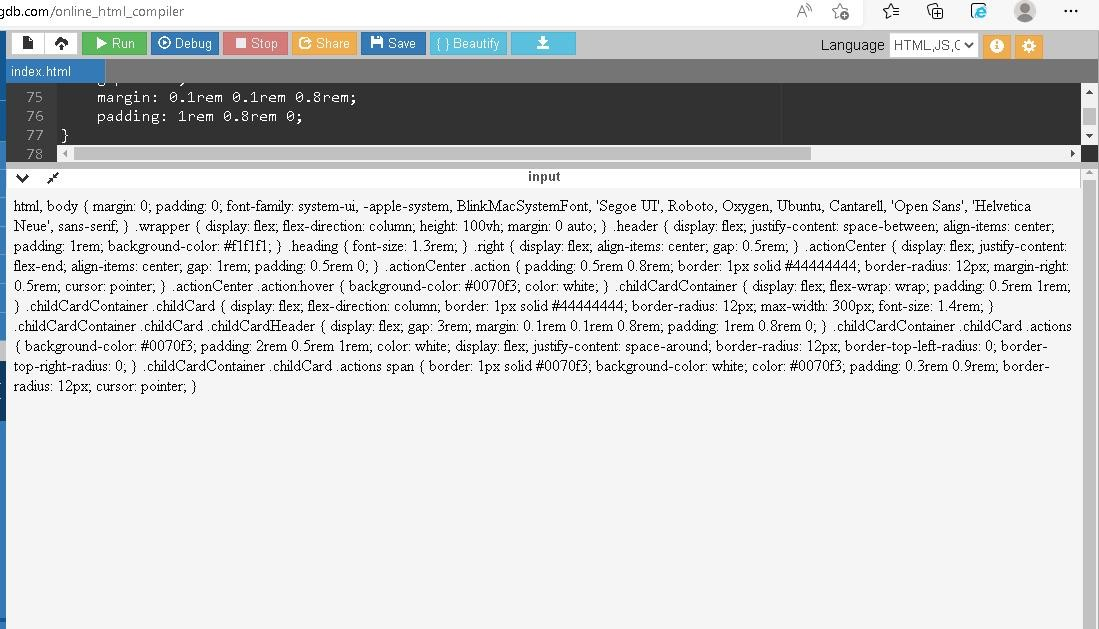 gdb.com/online_html_compiler
Run Debug Stop Share Save { } Beautify Language HTML,JS,C
index.html
75 margin: 0.1rem 0.1rem 0.8rem;
76 padding: 1rem 0.8rem 0;
77 }
78
input
html, body { margin: 0; padding: 0; font-family: system-ui, -apple-system, BlinkMacSystemFont, 'Segoe UI', Roboto, Oxygen, Ubuntu, Cantarell, 'Open Sans', 'Helvetica
Neue', sans-serif; } .wrapper { display: flex; flex-direction: column; height: 100vh; margin: 0 auto; } .header { display: flex; justify-content: space-between; align-items: center;
padding: 1rem; background-color: #f1f1f1; } .heading { font-size: 1.3rem; } .right { display: flex; align-items: center; gap: 0.5rem; } .actionCenter { display: flex; justify-content:
flex-end; align-items: center; gap: 1rem; padding: 0.5rem 0; } .actionCenter .action { padding: 0.5rem 0.8rem; border: 1px solid #44444444; border-radius: 12px; margin-right:
0.5rem; cursor: pointer; } .actionCenter .action:hover { background-color: #0070f3; color: white; } .childCardContainer { display: flex; flex-wrap: wrap; padding: 0.5rem 1rem;
} .childCardContainer .childCard { display: flex; flex-direction: column; border: 1px solid #44444444; border-radius: 12px; max-width: 300px; font-size: 1.4rem; }
.childCardContainer .childCard .childCardHeader { display: flex; gap: 3rem; margin: 0.1rem 0.1rem 0.8rem; padding: 1rem 0.8rem 0; } .childCardContainer .childCard .actions
{ background-color: #0070f3; padding: 2rem 0.5rem 1rem; color: white; display: flex; justify-content: space-around; border-radius: 12px; border-top-left-radius: 0; border-
top-right-radius: 0; } .childCardContainer .childCard .actions span { border: 1px solid #0070f3; background-color: white; color: #0070f3; padding: 0.3rem 0.9rem; border-
radius: 12px; cursor: pointer; }